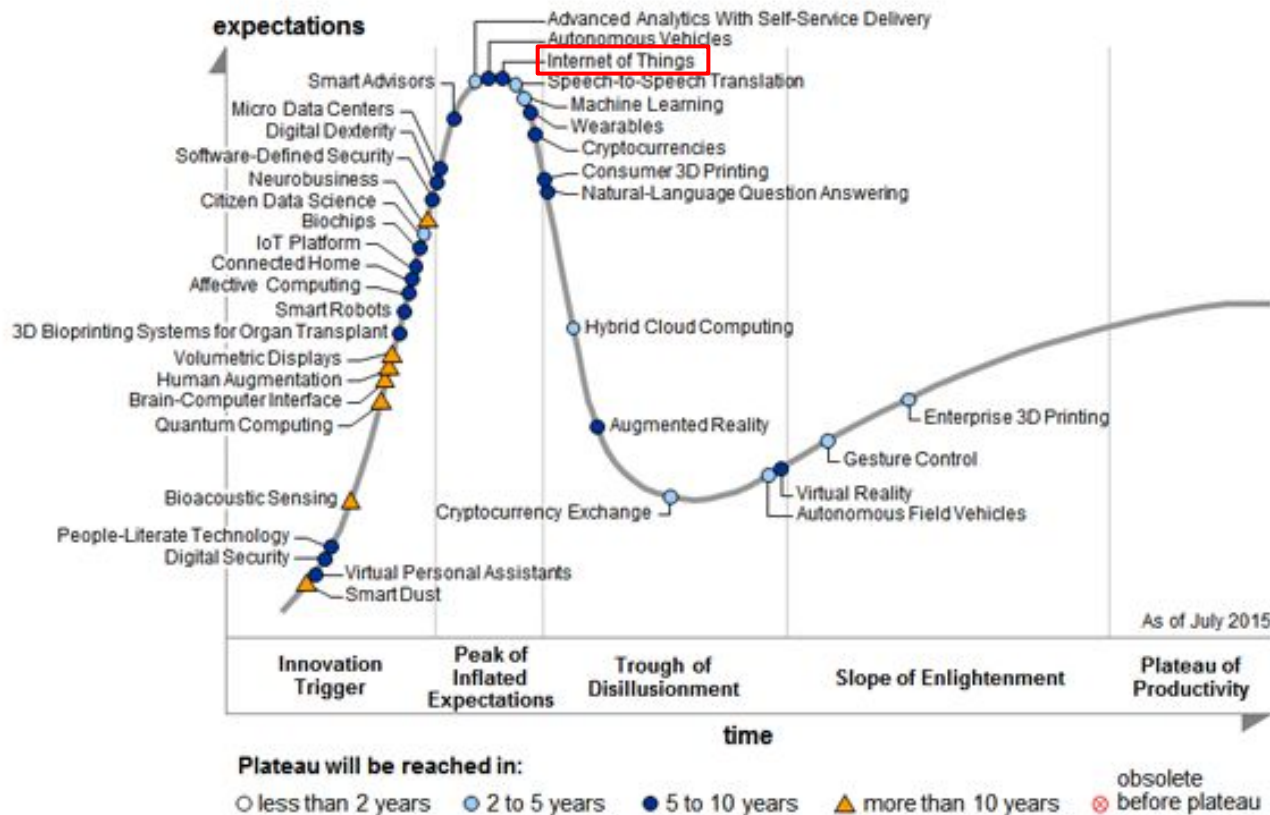 expectations
Advanced Analytics With Self-Service Delivery
Autonomous Vehicles
Internet of Things
Speech-to-Speech Translation
Machine Learning
Wearables
Cryptocurrencies
Consumer 3D Printing
Natural-Language Question Answering
Smart Advisors
Micro Data Centers
Digital Dexterity
Software-Defined Security
Neurobusiness
Citizen Data Science
Biochips
IoT Platform
Connected Home
Affective Computing
Smart Robots
3D Bioprinting Systems for Organ Transplant
Volumetric Displays
Human Augmentation
Brain-Computer Interface
Quantum Computing
Bioacoustic Sensing
People-Literate Technology
Digital Security
Virtual Personal Assistants
Smart Dust
Hybrid Cloud Computing
Augmented Reality
Cryptocurrency Exchange
Enterprise 3D Printing
Gesture Control
Virtual Reality
Autonomous Field Vehicles
As of July 2015
Innovation
Trigger
Peak of
Inflated
Expectations
Trough of
Disillusionment
Slope of Enlightenment
Plateau of
Productivity
time
Plateau will be reached in:
less than 2 years
2 to 5 years
5 to 10 years
more than 10 years
obsolete
before plateau